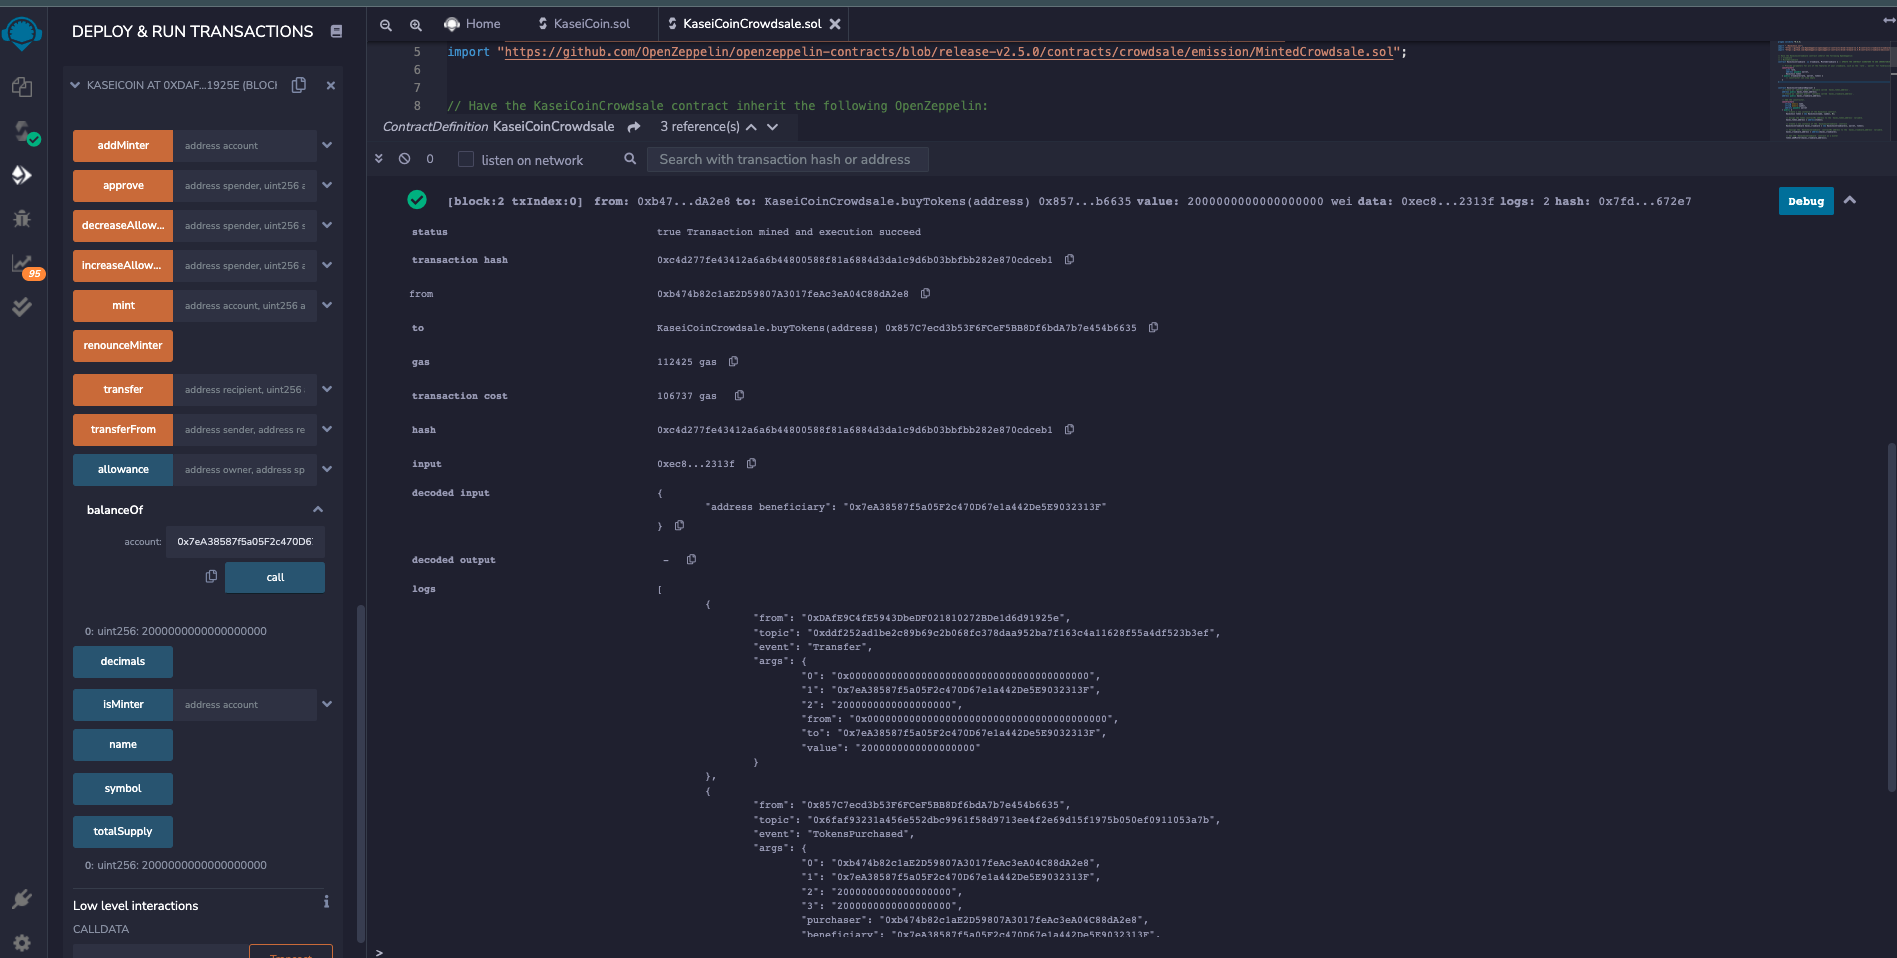 DEPLOY & RUN TRANSACTIONS
KASEICOIN AT 0XDAF...1925E (BLOCK
addMinter address account
approve address spender, uint256 a
decreaseAllow... address spender, uint256 s
increaseAllow... address spender, uint256 a
mint address account, uint256 a
renounceMinter
transfer address recipient, uint256
transferFrom address sender, address re
allowance address owner, address sp
balanceOf
account: 0x7eA38587f5a05F2c470D67
call
0: uint256: 2000000000000000000
decimals
isMinter address account
name
symbol
totalSupply
0: uint256: 2000000000000000000
Low level interactions
CALLDATA
Transact
95
Home KaseiCoin.sol KaseiCoinCrowdsale.sol
5 import "https://github.com/OpenZeppelin/openzeppelin-contracts/blob/release-v2.5.0/contracts/crowdsale/emission/MintedCrowdsale.sol";
6
7
8 // Have the KaseiCoinCrowdsale contract inherit the following OpenZeppelin:
ContractDefinition KaseiCoinCrowdsale 3 reference(s)
0 listen on network Search with transaction hash or address
[block:2 txIndex:0] from: 0xb47...dA2e8 to: KaseiCoinCrowdsale.buyTokens(address) 0x857...b6635 value: 2000000000000000000 wei data: 0xec8...2313f logs: 2 hash: 0x7fd...672e7 Debug
status true Transaction mined and execution succeed
transaction hash 0xc4d277fe43412a6a6b44800588f81a6884d3da1c9d6b03bbfbb282e870cdceb1
from 0xb474b82c1aE2D59807A3017feAc3eA04C88dA2e8
to KaseiCoinCrowdsale.buyTokens(address) 0x857C7ecd3b53F6FCeF5BB8Df6bdA7b7e454b6635
gas 112425 gas
transaction cost 106737 gas
hash 0xc4d277fe43412a6a6b44800588f81a6884d3da1c9d6b03bbfbb282e870cdceb1
input 0xec8...2313f
decoded input {
"address beneficiary": "0x7eA38587f5a05F2c470D67e1a442De5E9032313F"
}
decoded output -
logs [
{
"from": "0xDAfE9C4fE5943DbeDF021810272BDe1d6d91925e",
"topic": "0xddf252ad1be2c89b69c2b068fc378daa952ba7f163c4a11628f55a4df523b3ef",
"event": "Transfer",
"args": {
"0": "0x0000000000000000000000000000000000000000",
"1": "0x7eA38587f5a05F2c470D67e1a442De5E9032313F",
"2": "2000000000000000000",
"from": "0x0000000000000000000000000000000000000000",
"to": "0x7eA38587f5a05F2c470D67e1a442De5E9032313F",
"value": "2000000000000000000"
}
},
{
"from": "0x857C7ecd3b53F6FCeF5BB8Df6bdA7b7e454b6635",
"topic": "0x6faf93231a456e552dbc9961f58d9713ee4f2e69d15f1975b050ef0911053a7b",
"event": "TokensPurchased",
"args": {
"0": "0xb474b82c1aE2D59807A3017feAc3eA04C88dA2e8",
"1": "0x7eA38587f5a05F2c470D67e1a442De5E9032313F",
"2": "2000000000000000000",
"3": "2000000000000000000",
"purchaser": "0xb474b82c1aE2D59807A3017feAc3eA04C88dA2e8",
"beneficiary": "0x7eA38587f5a05F2c470D67e1a442De5E9032313F",
>